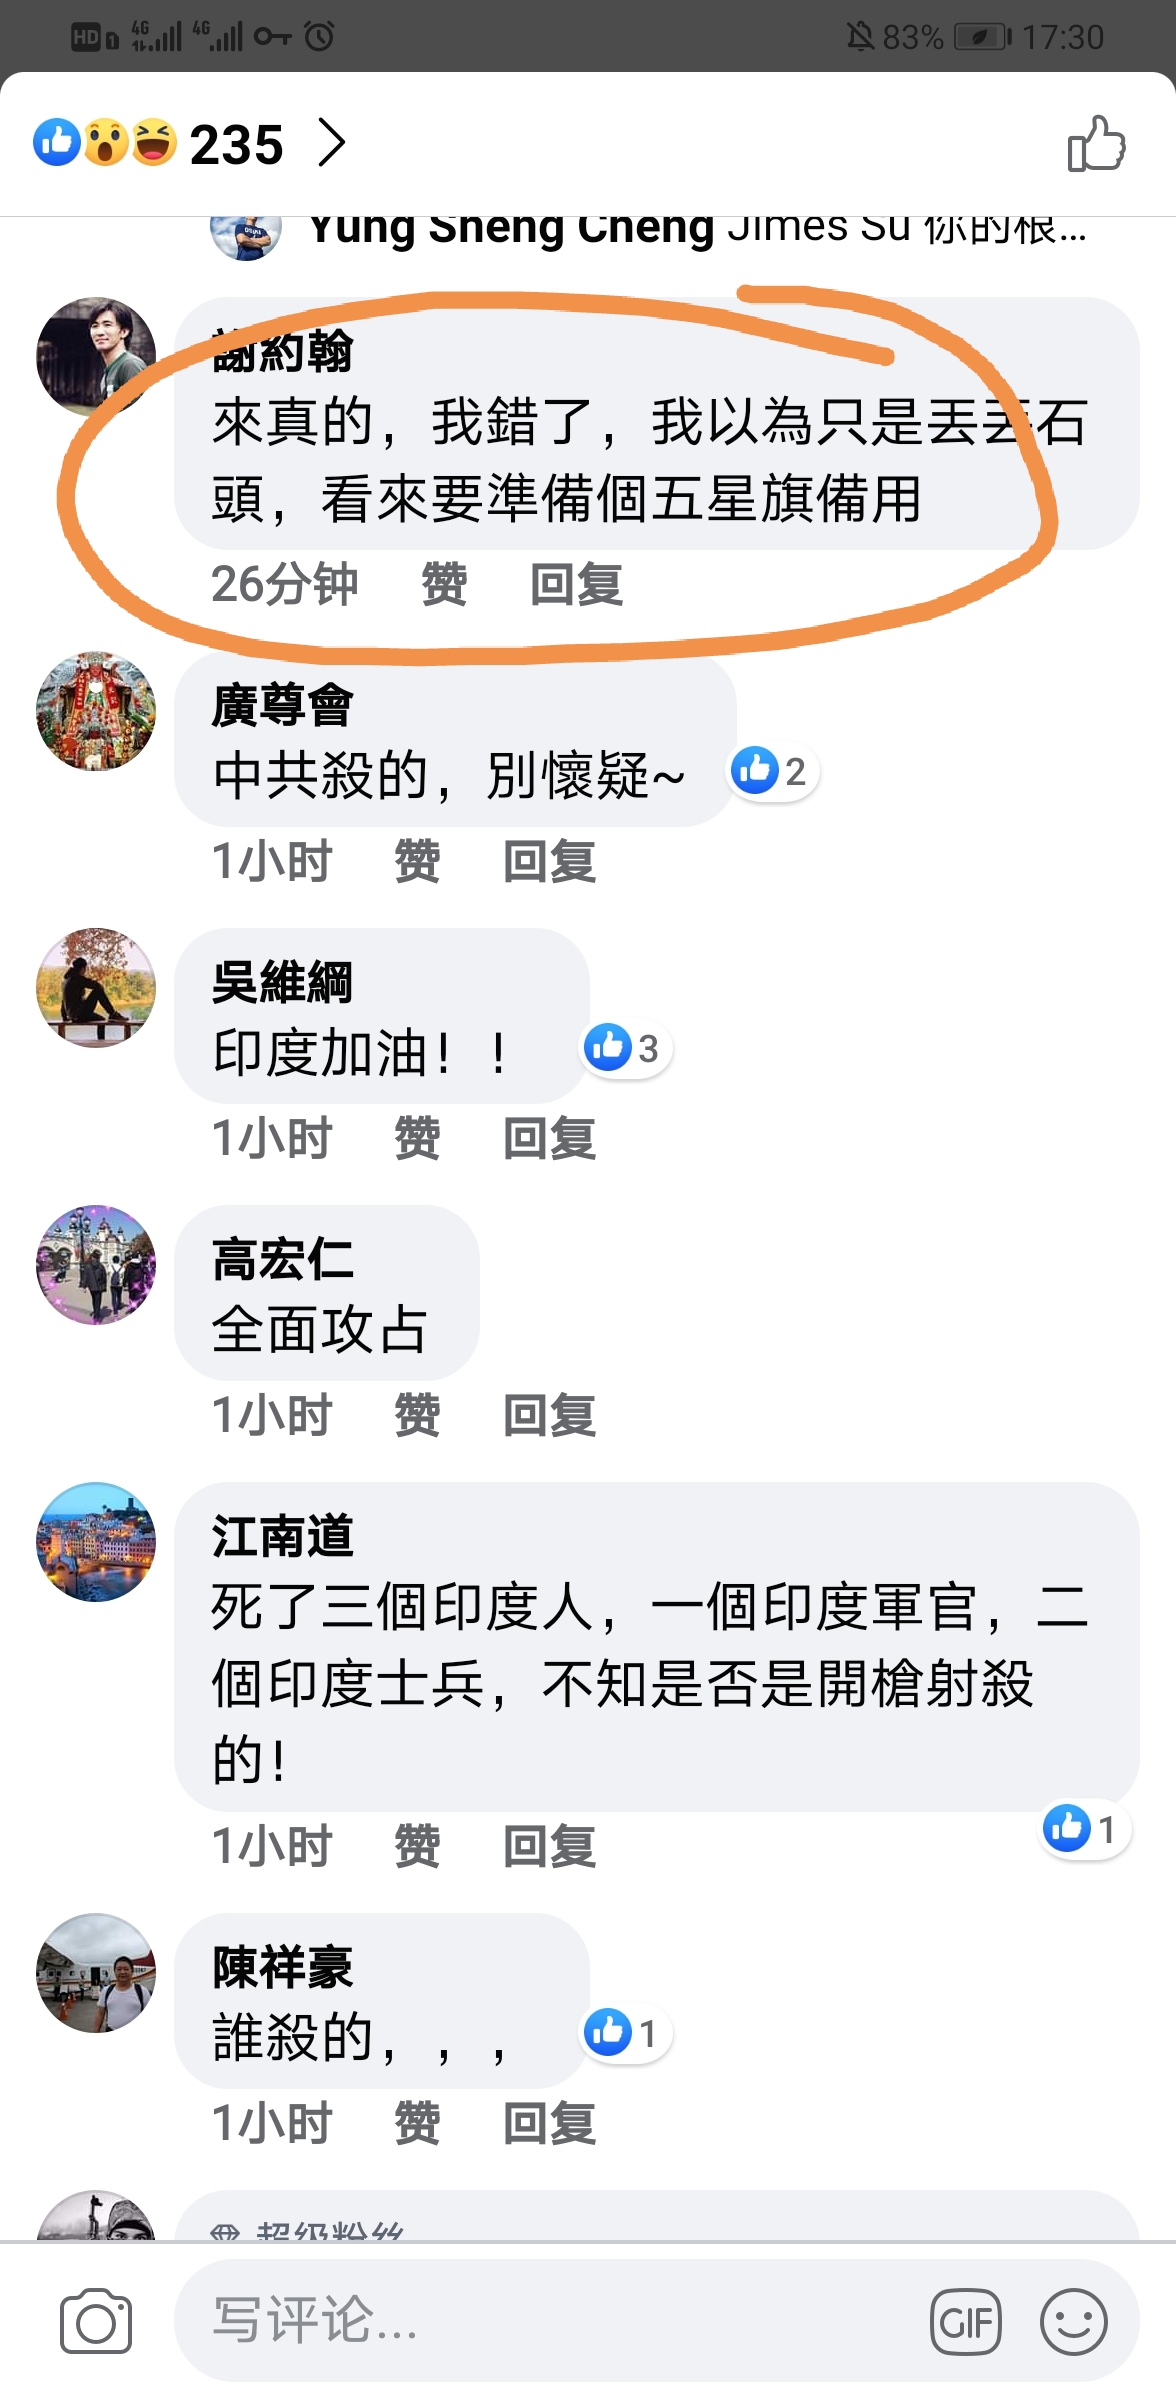 HD 1 4G 4G 83% 17:30
235
Yung Sheng Cheng Jimes Su 你的根...
謝約翰
來真的，我錯了，我以為只是丟丟石
頭，看來要準備個五星旗備用
26分钟 赞 回复
廣尊會
中共殺的，別懷疑~
2
1小时 赞 回复
吳維綱
印度加油！！
3
1小时 赞 回复
高宏仁
全面攻占
1小时 赞 回复
江南道
死了三個印度人，一個印度軍官，二
個印度士兵，不知是否是開槍射殺
的！
1
1小时 赞 回复
陳祥豪
誰殺的，，，
1
1小时 赞 回复
超级粉丝
写评论...
GIF